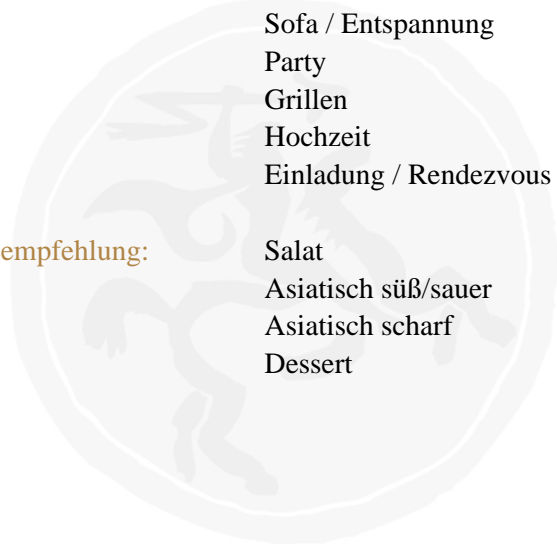 Sofa / Entspannung
Party
Grillen
Hochzeit
Einladung / Rendezvous
empfehlung: Salat
Asiatisch süß/sauer
Asiatisch scharf
Dessert